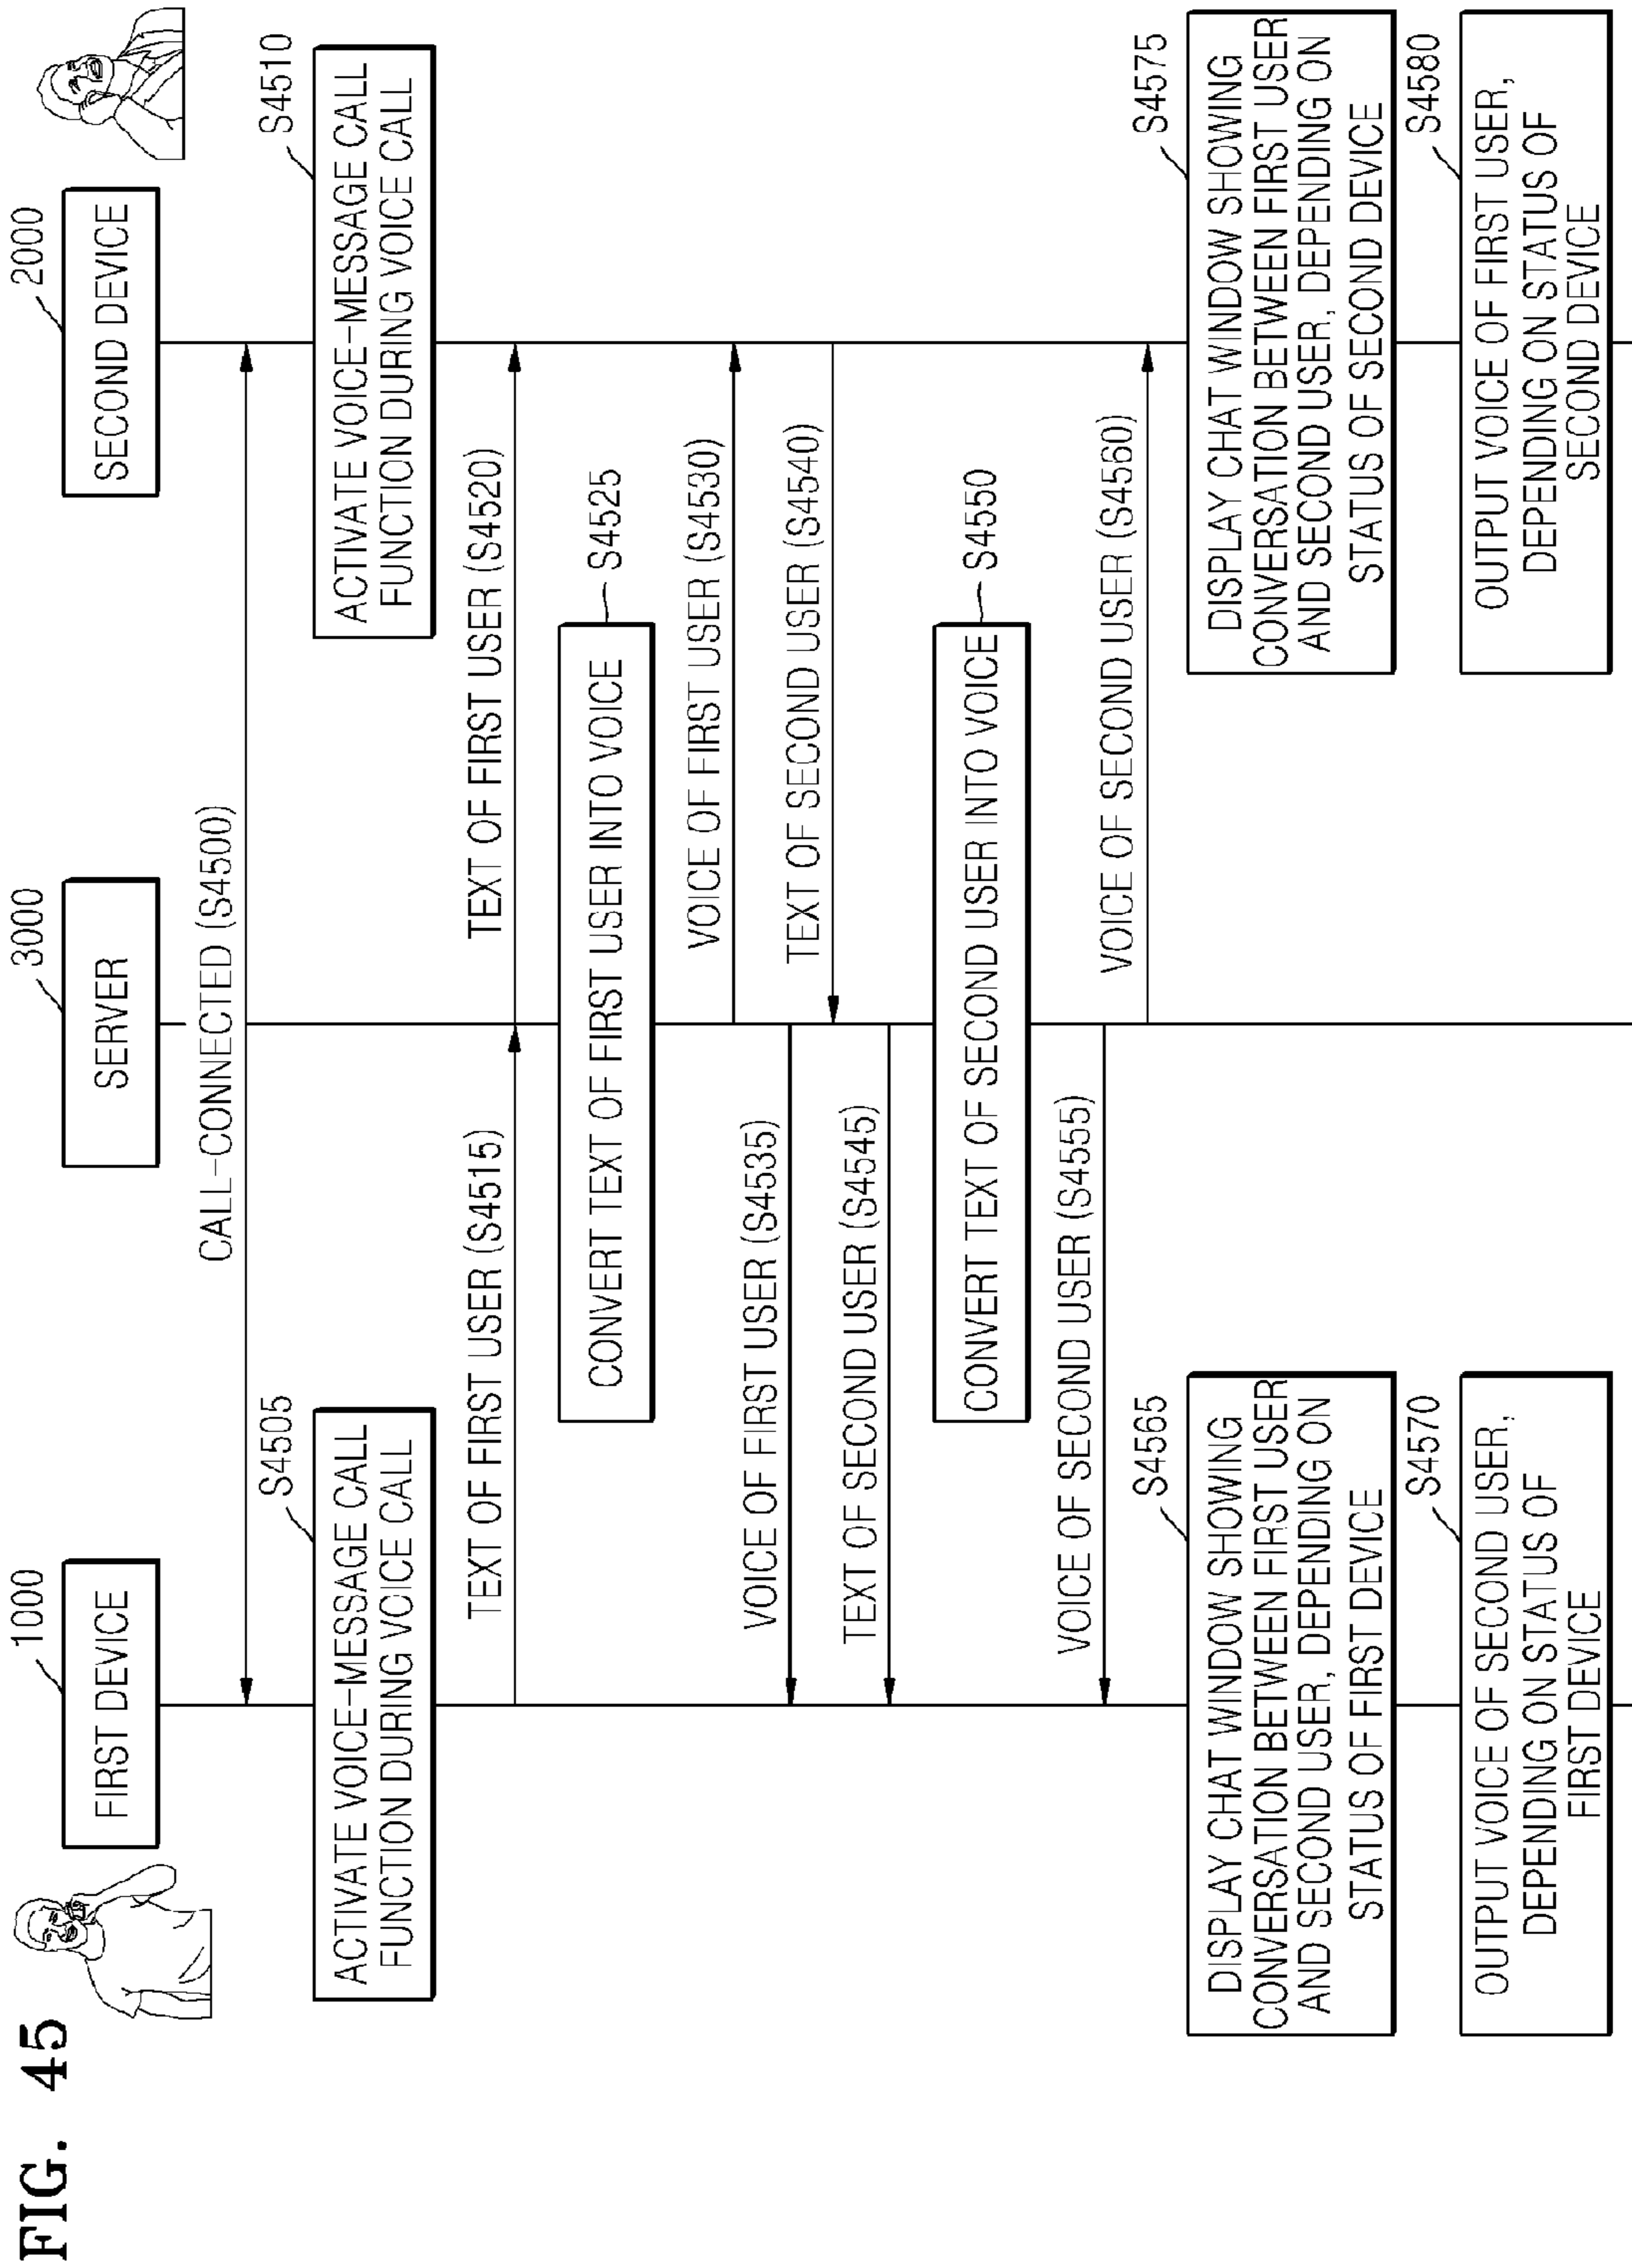 FIG. 45
1000
FIRST DEVICE
3000
SERVER
2000
SECOND DEVICE
CALL-CONNECTED (S4500)
S4505
ACTIVATE VOICE-MESSAGE CALL
FUNCTION DURING VOICE CALL
S4510
ACTIVATE VOICE-MESSAGE CALL
FUNCTION DURING VOICE CALL
TEXT OF FIRST USER (S4515)
TEXT OF FIRST USER (S4520)
S4525
CONVERT TEXT OF FIRST USER INTO VOICE
VOICE OF FIRST USER (S4530)
VOICE OF FIRST USER (S4535)
TEXT OF SECOND USER (S4540)
TEXT OF SECOND USER (S4545)
S4550
CONVERT TEXT OF SECOND USER INTO VOICE
VOICE OF SECOND USER (S4555)
VOICE OF SECOND USER (S4560)
S4565
DISPLAY CHAT WINDOW SHOWING
CONVERSATION BETWEEN FIRST USER
AND SECOND USER, DEPENDING ON
STATUS OF FIRST DEVICE
S4575
DISPLAY CHAT WINDOW SHOWING
CONVERSATION BETWEEN FIRST USER
AND SECOND USER, DEPENDING ON
STATUS OF SECOND DEVICE
S4570
OUTPUT VOICE OF SECOND USER,
DEPENDING ON STATUS OF
FIRST DEVICE
S4580
OUTPUT VOICE OF FIRST USER,
DEPENDING ON STATUS OF
SECOND DEVICE